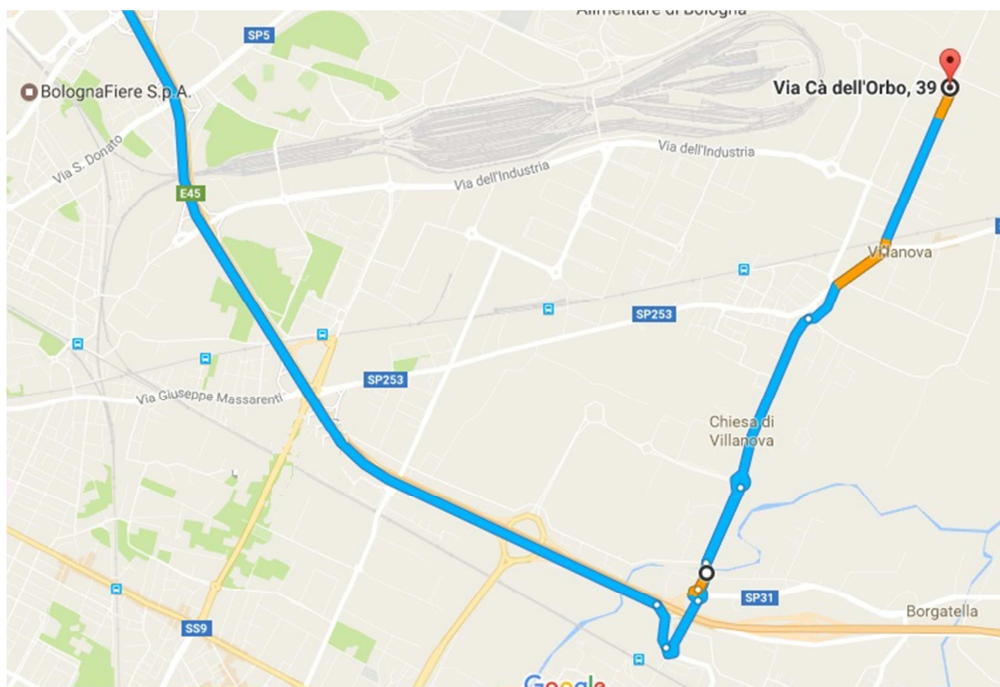 Alimentare di Bologna
SP5
BolognaFiere S.p.A.
Via Cà dell'Orbo, 39
Via S. Donato
Via dell'Industria
Via dell'Industria
E45
Villanova
SP253
SP253
Via Giuseppe Massarenti
Chiesa di
Villanova
SP31
Borgatella
SS9
Google